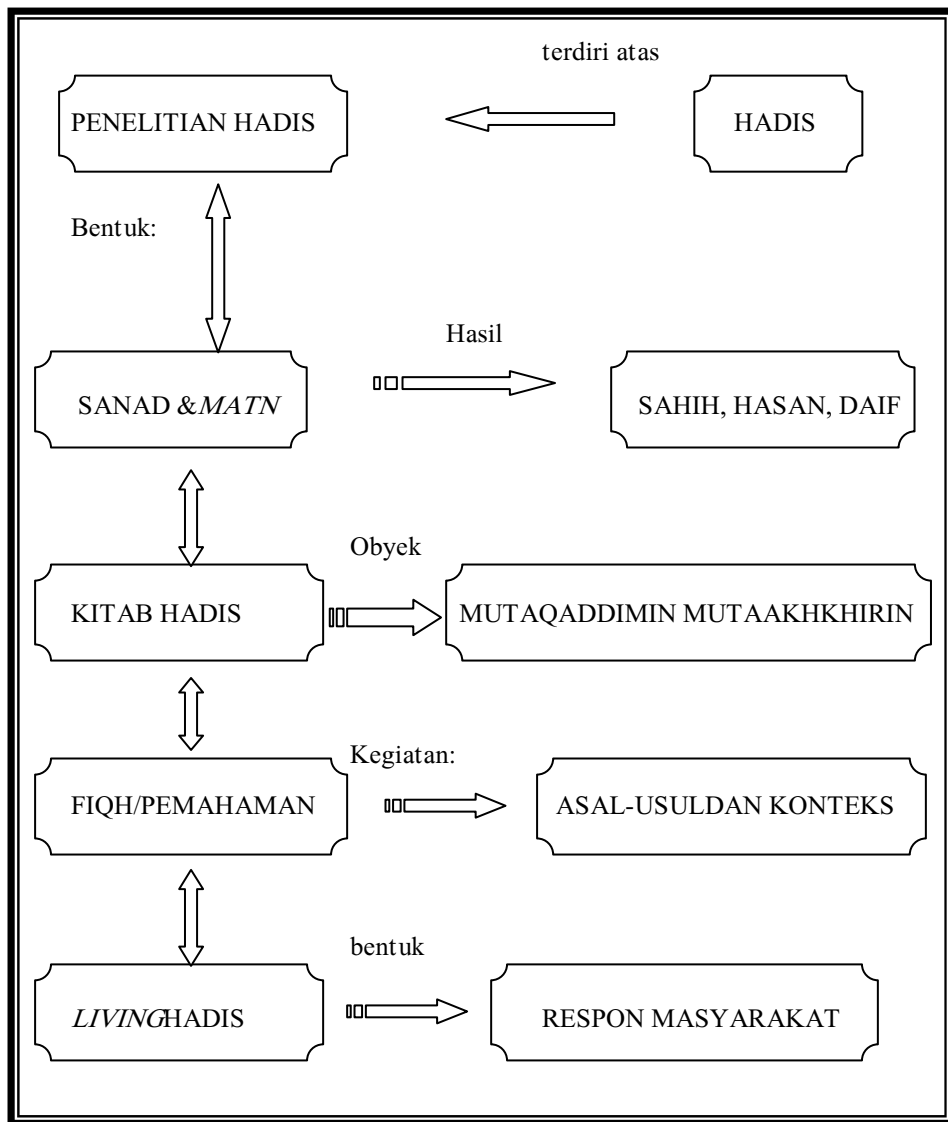 terdiri atas
PENELITIAN HADIS
HADIS
Bentuk:
Hasil
SANAD &MATN
SAHIH, HASAN, DAIF
Obyek
KITAB HADIS
MUTAQADDIMIN MUTAAKHKHIRIN
Kegiatan:
FIQH/PEMAHAMAN
ASAL-USULDAN KONTEKS
bentuk
LIVINGHADIS
RESPON MASYARAKAT